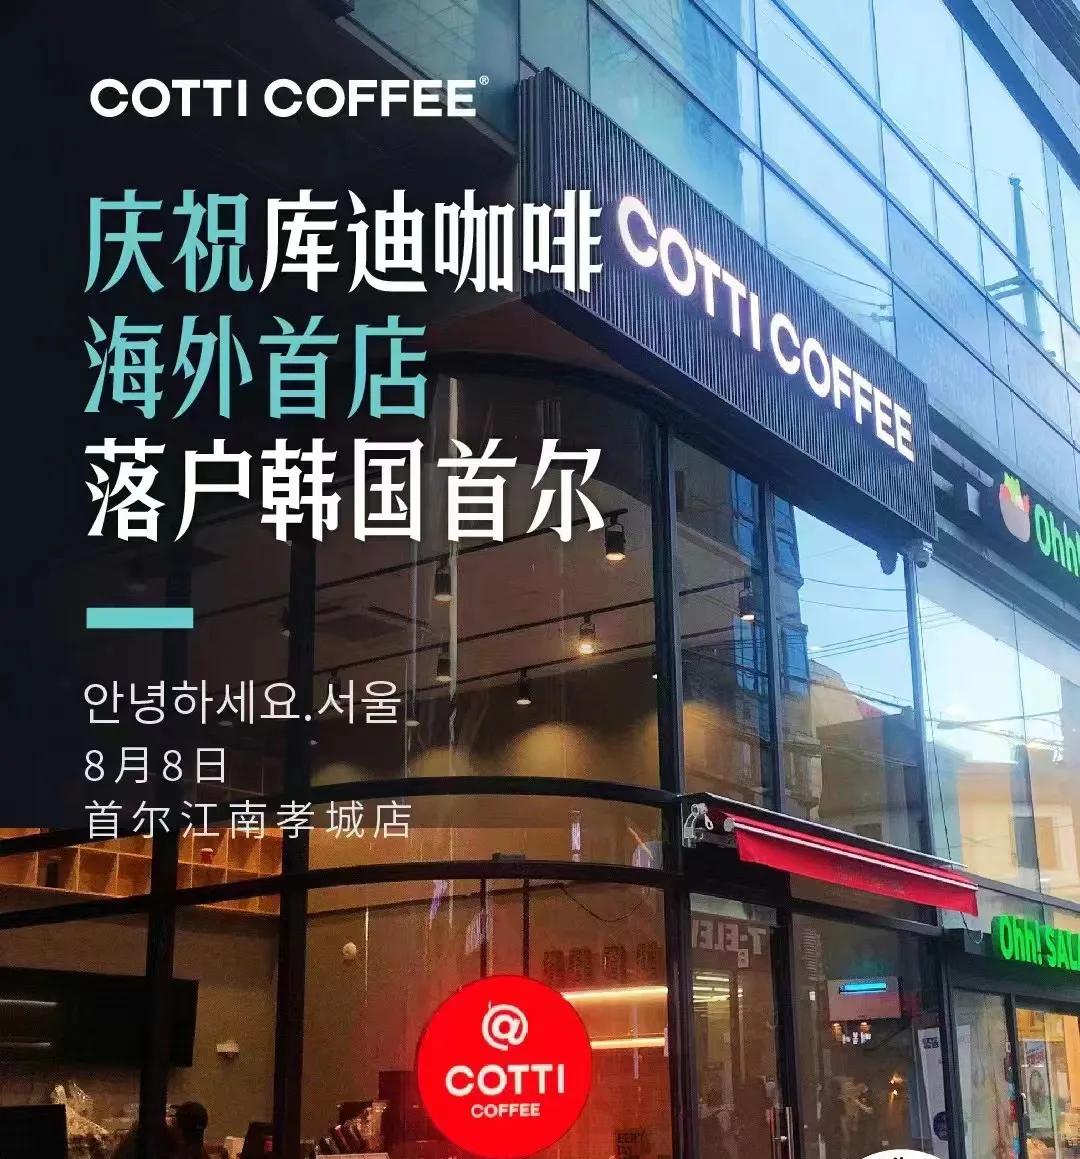 COTTI COFFEE®
庆祝库迪咖啡
海外首店
落户韩国首尔
안녕하세요.서울
8月8日
首尔江南孝城店
COTTI COFFEE
Ohh!
Ohh! SAL
@
COTTI
COFFEE